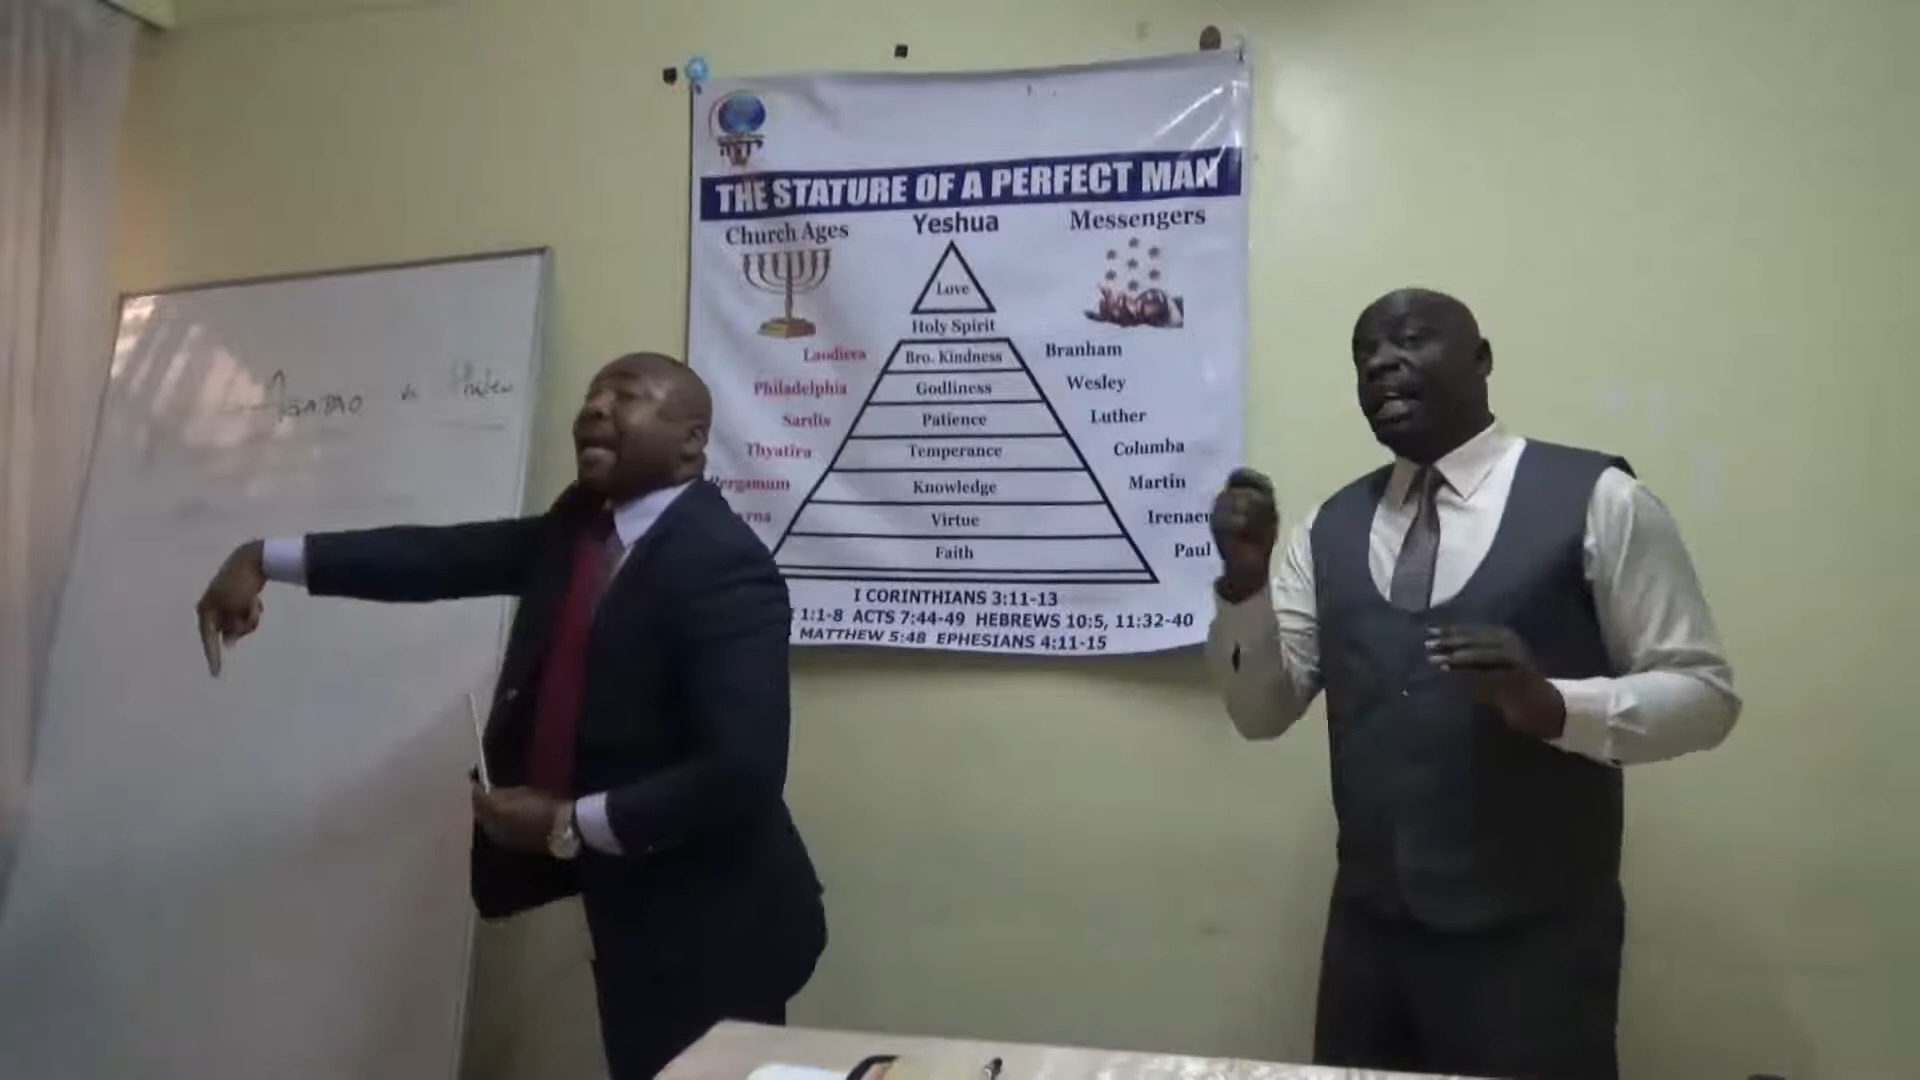 THE STATURE OF A PERFECT MAN
Church Ages
Yeshua
Messengers
Love
Holy Spirit
Laodicea
Bro. Kindness
Branham
Philadelphia
Godliness
Wesley
Sardis
Patience
Luther
Thyatira
Temperance
Columba
Pergamum
Knowledge
Martin
rna
Virtue
Irenaeu
Faith
Paul
I CORINTHIANS 3:11-13
1:1-8 ACTS 7:44-49 HEBREWS 10:5, 11:32-40
MATTHEW 5:48 EPHESIANS 4:11-15